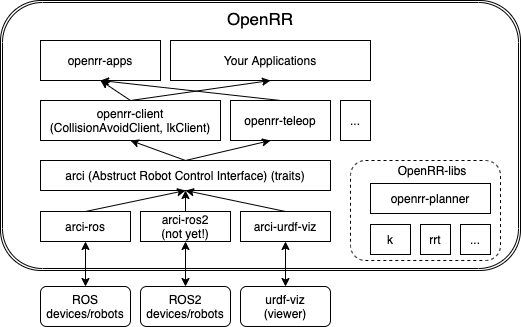 OpenRR
openrr-apps
Your Applications
openrr-client
(CollisionAvoidClient, IkClient)
openrr-teleop
...
arci (Abstract Robot Control Interface) (traits)
OpenRR-libs
openrr-planner
arci-ros
arci-ros2
(not yet!)
arci-urdf-viz
k
rrt
...
ROS
devices/robots
ROS2
devices/robots
urdf-viz
(viewer)